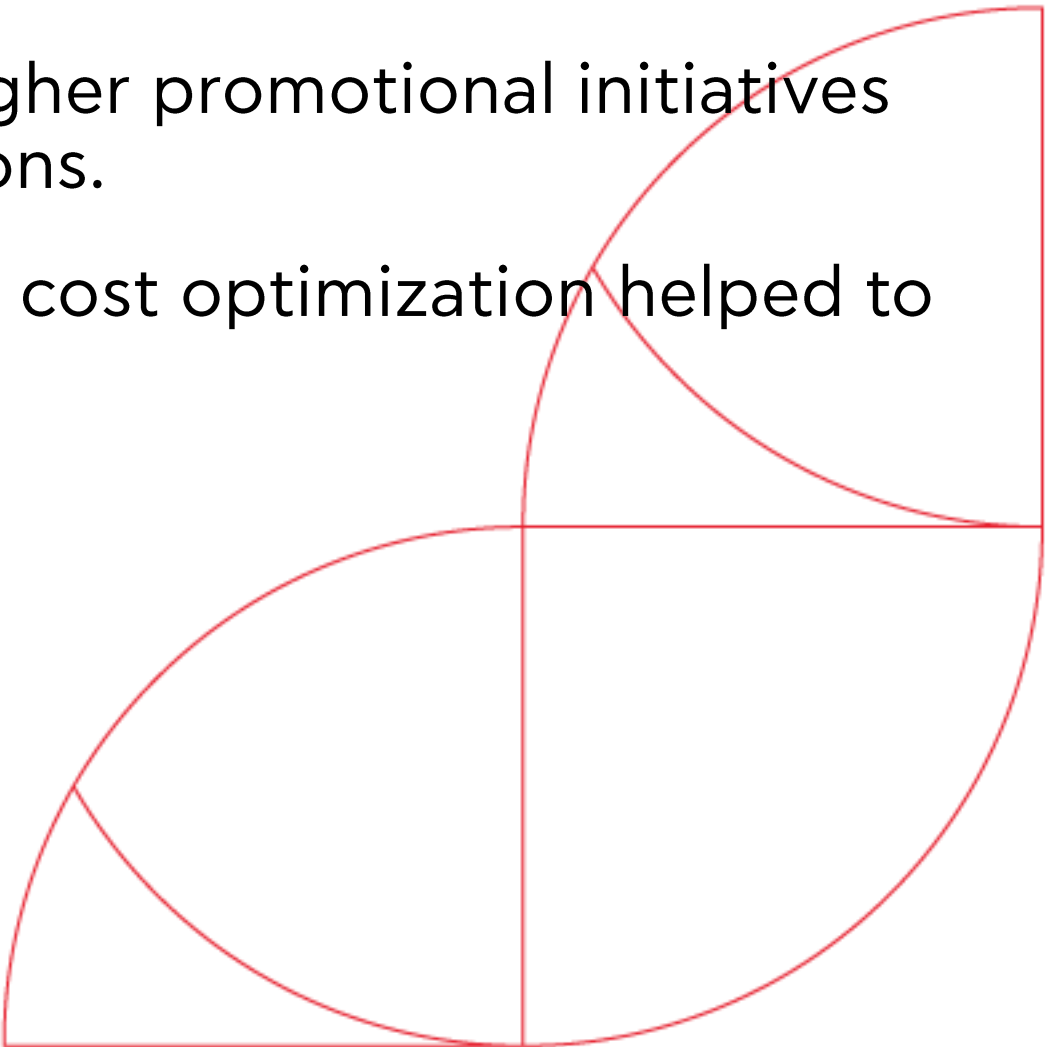 gher promotional initiatives
ons.
cost optimization helped to